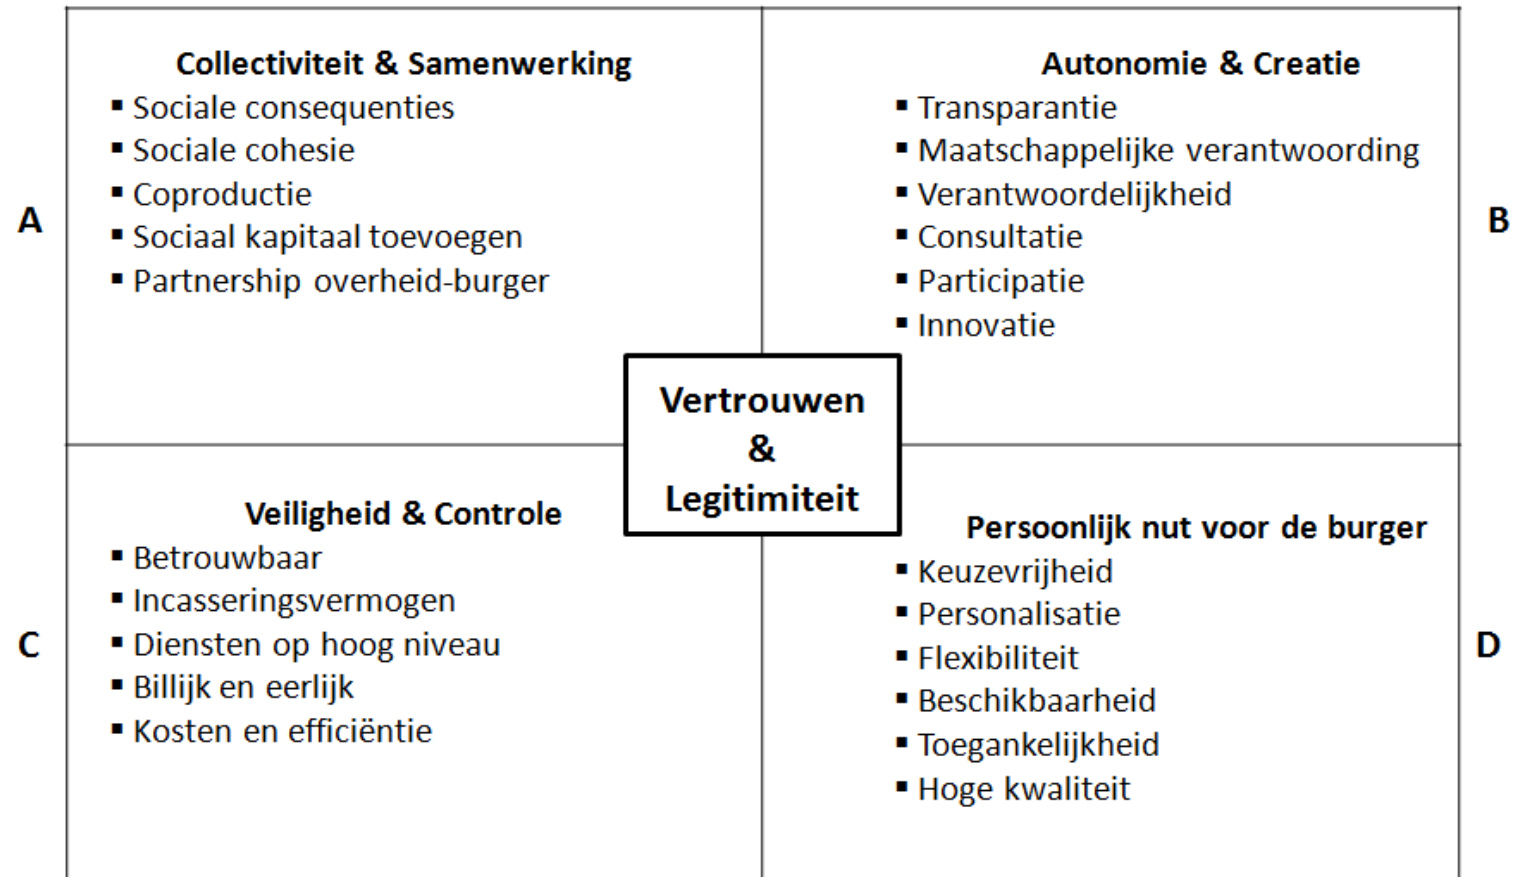 A
Collectiviteit & Samenwerking
▪ Sociale consequenties
▪ Sociale cohesie
▪ Coproductie
▪ Sociaal kapitaal toevoegen
▪ Partnership overheid-burger
Autonomie & Creatie
▪ Transparantie
▪ Maatschappelijke verantwoording
▪ Verantwoordelijkheid
▪ Consultatie
▪ Participatie
▪ Innovatie
B
Vertrouwen
&
Legitimiteit
C
Veiligheid & Controle
▪ Betrouwbaar
▪ Incasseringsvermogen
▪ Diensten op hoog niveau
▪ Billijk en eerlijk
▪ Kosten en efficiëntie
Persoonlijk nut voor de burger
▪ Keuzevrijheid
▪ Personalisatie
▪ Flexibiliteit
▪ Beschikbaarheid
▪ Toegankelijkheid
▪ Hoge kwaliteit
D